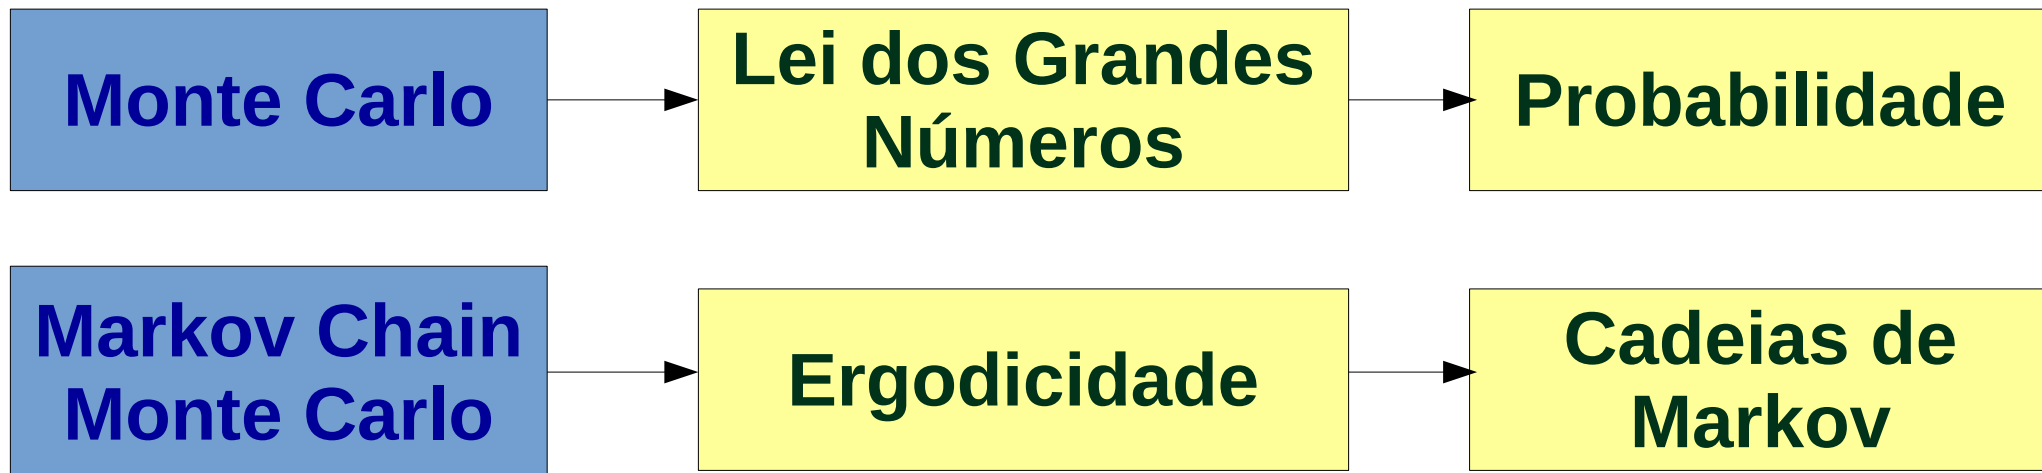 Monte Carlo
Lei dos Grandes
Números
Probabilidade
Markov Chain
Monte Carlo
Ergodicidade
Cadeias de
Markov